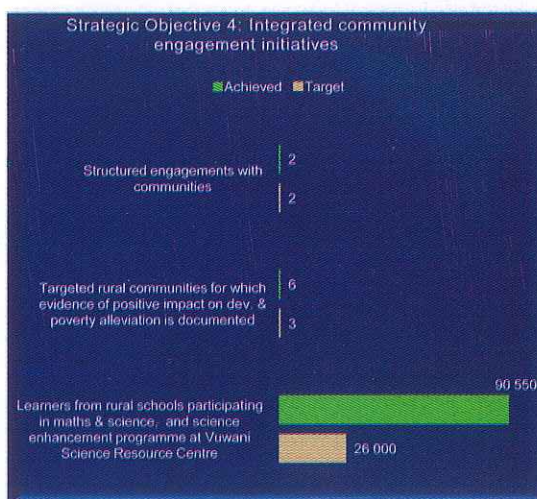 Strategic Objective 4: Integrated community
engagement initiatives
Achieved Target
Structured engagements with
communities
2
2
Targeted rural communities for which
evidence of positive impact on dev. &
poverty alleviation is documented
6
3
Learners from rural schools participating
in maths & science, and science
enhancement programme at Vuwani
Science Resource Centre
90 550
26 000